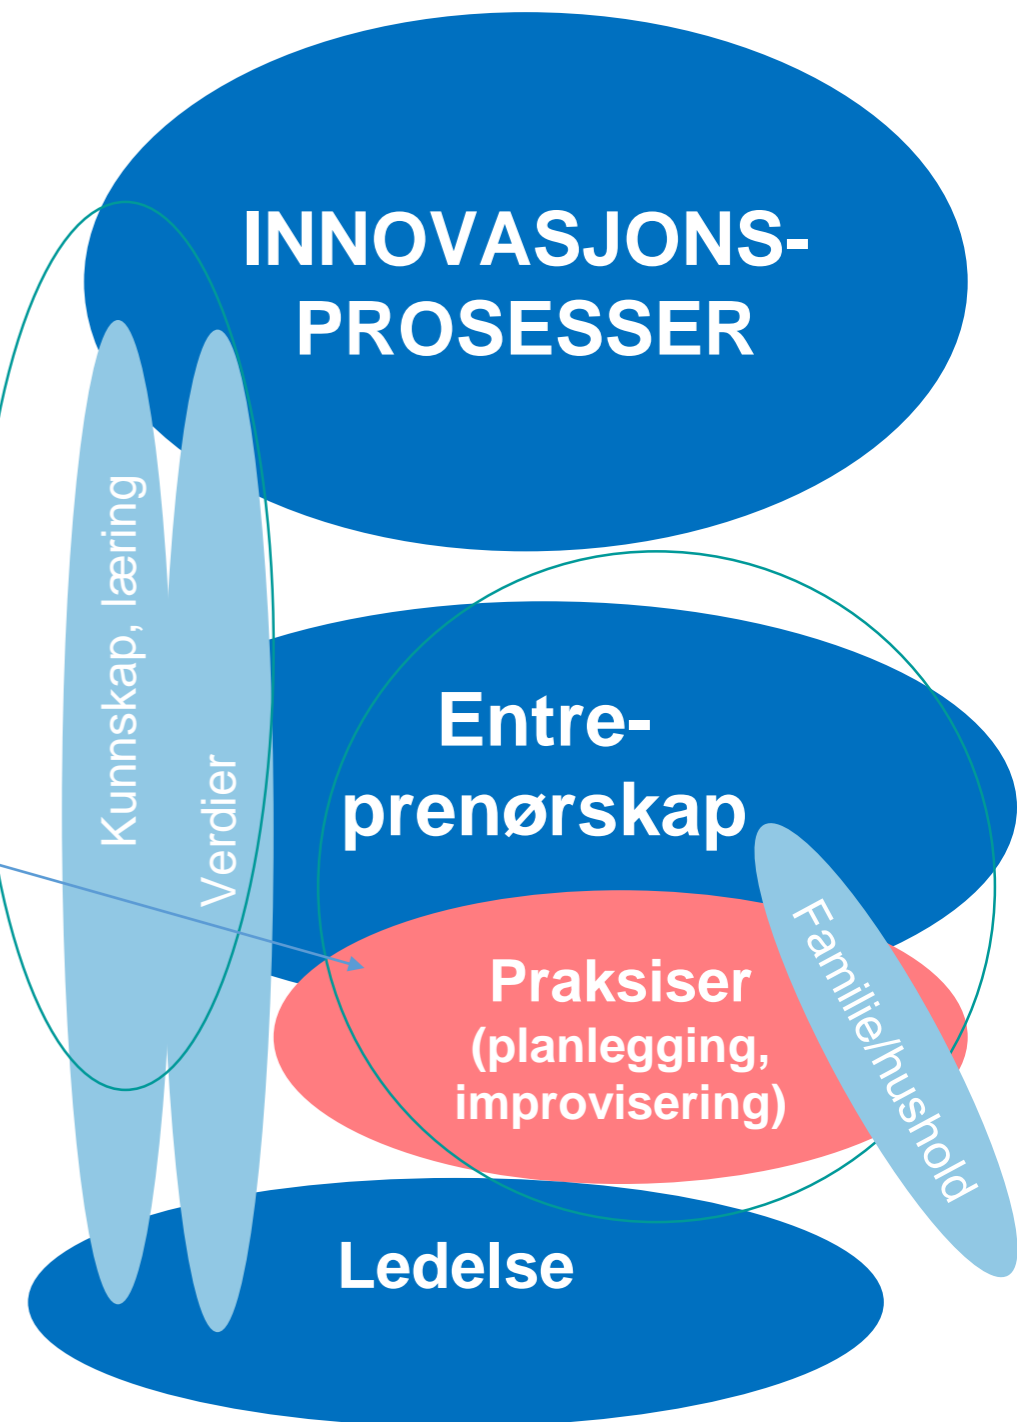 INNOVASJONS-
PROSESSER
Kunnskap, læring
Verdier
Entre-
prenørskap
Praksiser
(planlegging,
improvisering)
Familie/hushold
Ledelse